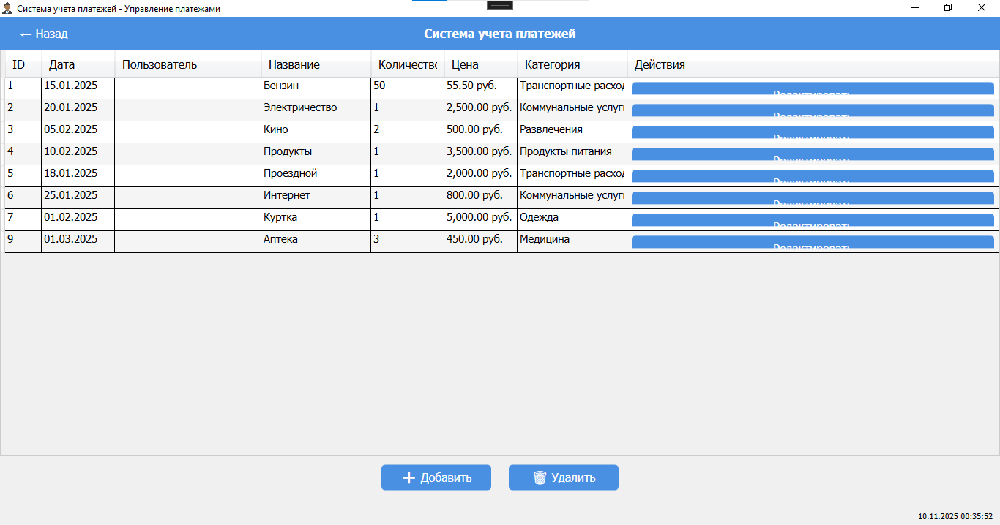 Система учета платежей - Управление платежами
← Назад Система учета платежей
ID Дата Пользователь Название Количество Цена Категория Действия
1 15.01.2025 Бензин 50 55.50 руб. Транспортные расход Редактировать
2 20.01.2025 Электричество 1 2,500.00 руб. Коммунальные услуги Редактировать
3 05.02.2025 Кино 2 500.00 руб. Развлечения Редактировать
4 10.02.2025 Продукты 1 3,500.00 руб. Продукты питания Редактировать
5 18.01.2025 Проездной 1 2,000.00 руб. Транспортные расход Редактировать
6 25.01.2025 Интернет 1 800.00 руб. Коммунальные услуги Редактировать
7 01.02.2025 Куртка 1 5,000.00 руб. Одежда Редактировать
9 01.03.2025 Аптека 3 450.00 руб. Медицина Редактировать
+ Добавить Удалить
10.11.2025 00:35:52